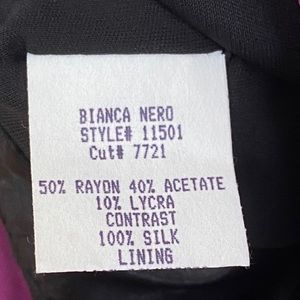 BIANCA NERO
STYLE# 11501
Cut# 7721
50% RAYON 40% ACETATE
10% LYCRA
CONTRAST
100% SILK
LINING